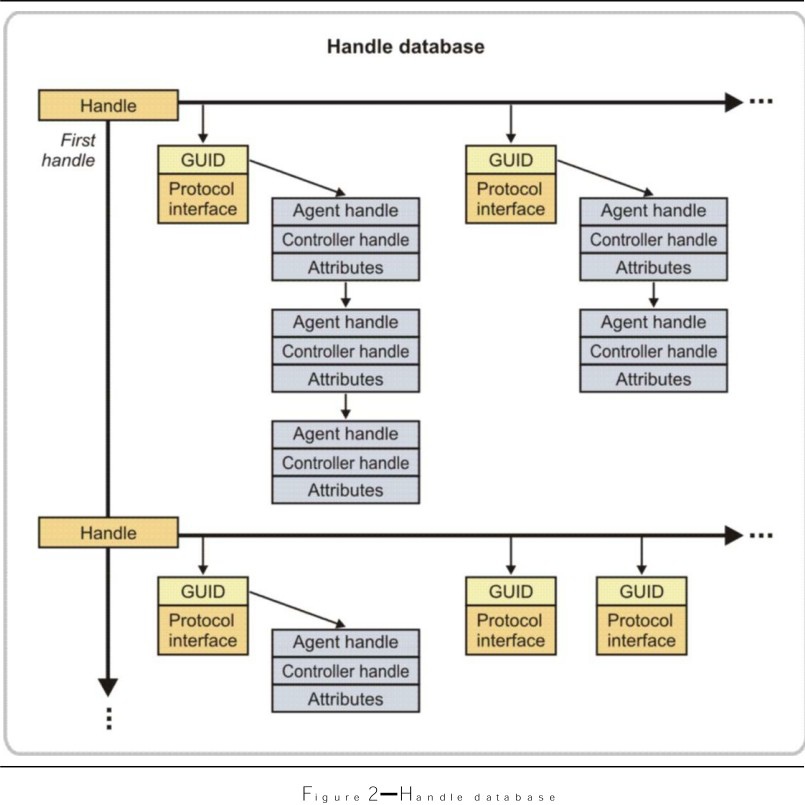 Handle database
Handle
...
First
handle
GUID
Protocol
interface
Agent handle
Controller handle
Attributes
Agent handle
Controller handle
Attributes
Agent handle
Controller handle
Attributes
GUID
Protocol
interface
Agent handle
Controller handle
Attributes
Agent handle
Controller handle
Attributes
Handle
...
GUID
Protocol
interface
Agent handle
Controller handle
Attributes
GUID
Protocol
interface
GUID
Protocol
interface
...
Figure 2—Handle database